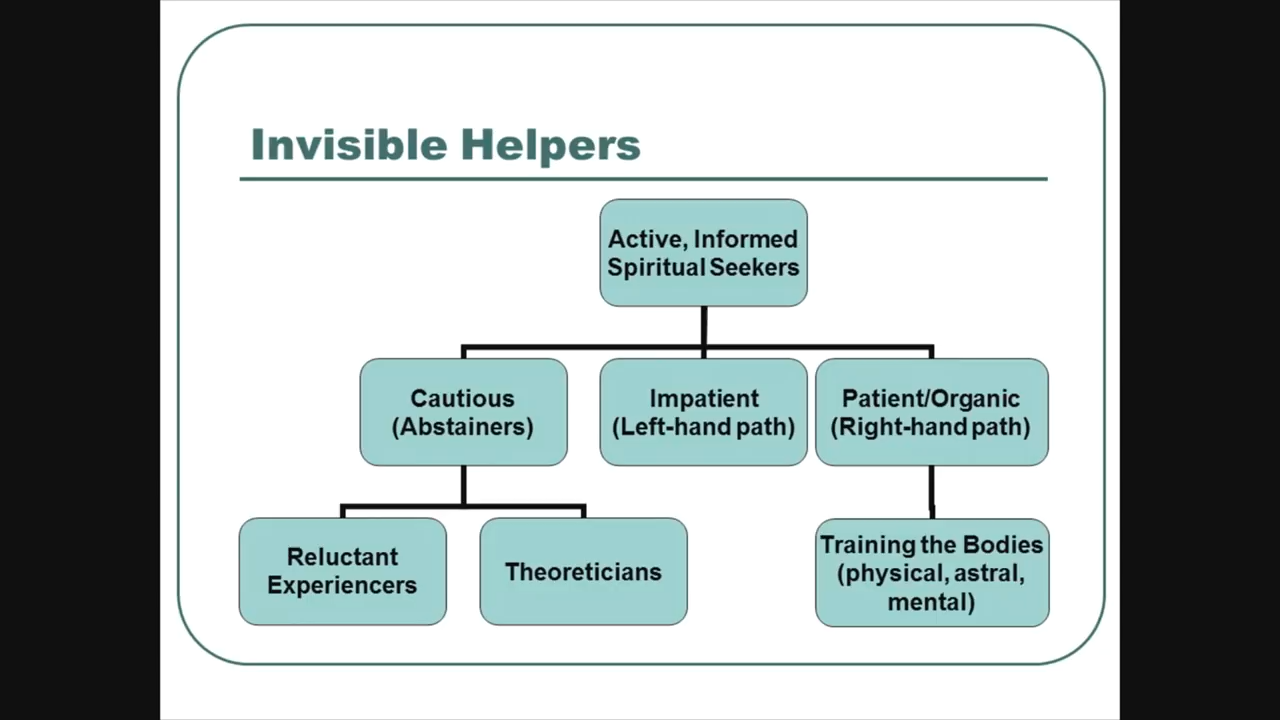 Invisible Helpers
Active, Informed
Spiritual Seekers
Cautious
(Abstainers)
Impatient
(Left-hand path)
Patient/Organic
(Right-hand path)
Reluctant
Experiencers
Theoreticians
Training the Bodies
(physical, astral,
mental)